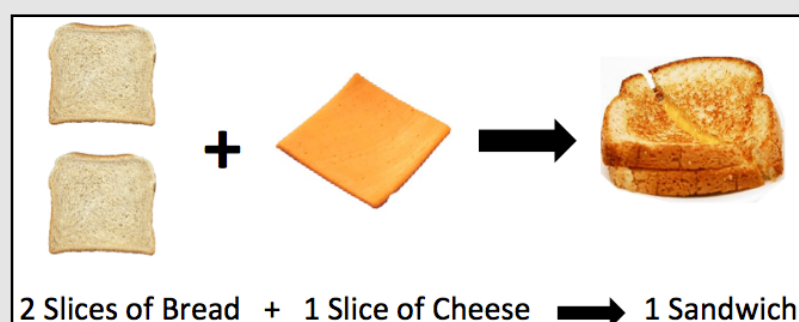 +
2 Slices of Bread + 1 Slice of Cheese → 1 Sandwich